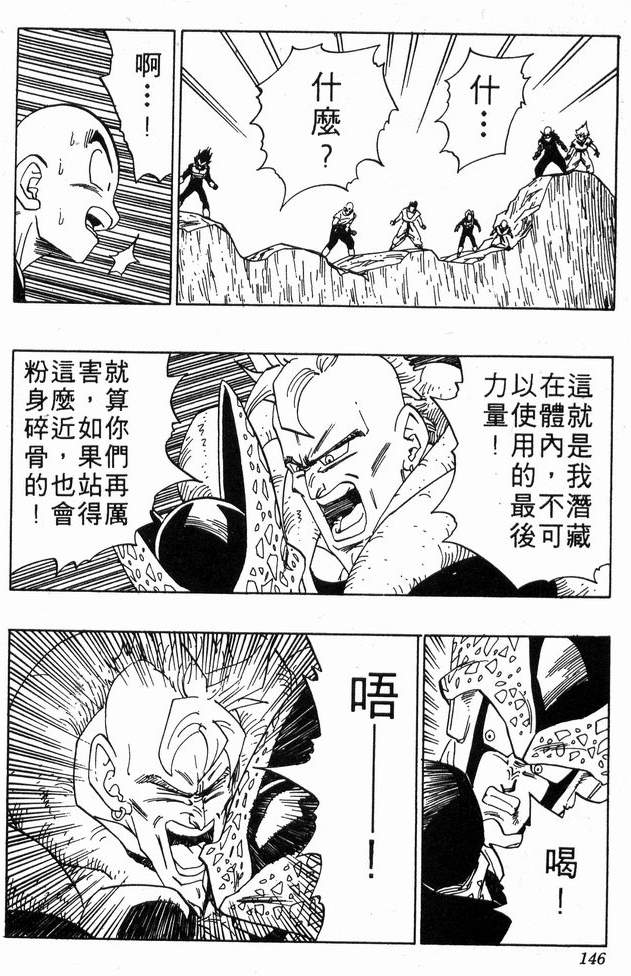 什…
什
麼
？
啊…！
這就是我潛藏
在體內，不可
以使用的最後
力量！
就算你們再厲
害，如果站得
這麼近，也會
粉身碎骨的！
喝！
唔——！
146